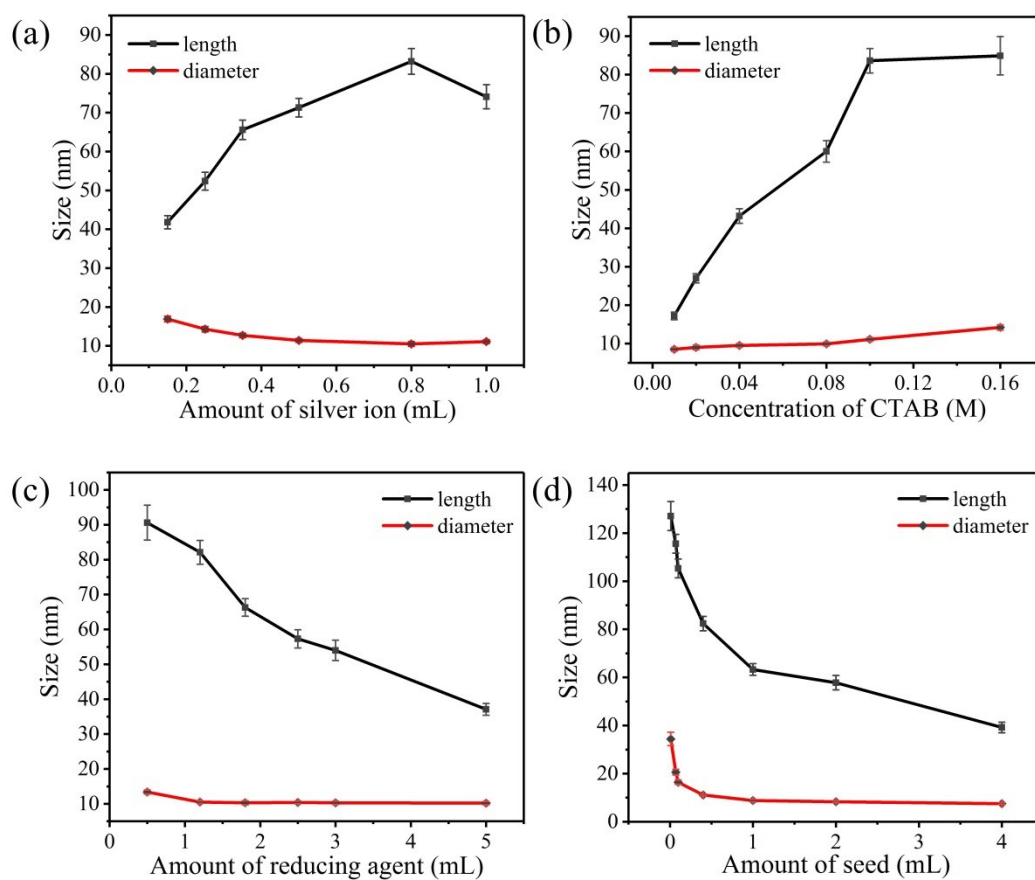 (a)
length
diameter
Size (nm)
90
80
70
60
50
40
30
20
10
0.0 0.2 0.4 0.6 0.8 1.0
Amount of silver ion (mL)
(b)
length
diameter
Size (nm)
90
80
70
60
50
40
30
20
10
0.00 0.04 0.08 0.12 0.16
Concentration of CTAB (M)
(c)
length
diameter
Size (nm)
100
90
80
70
60
50
40
30
20
10
0 1 2 3 4 5
Amount of reducing agent (mL)
(d)
length
diameter
Size (nm)
140
120
100
80
60
40
20
0
0 1 2 3 4
Amount of seed (mL)